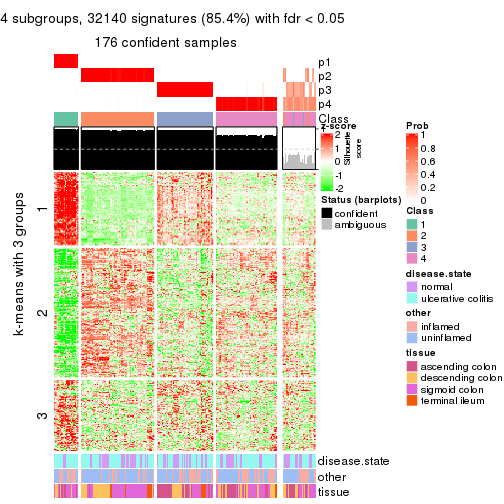 4 subgroups, 32140 signatures (85.4%) with fdr < 0.05
176 confident samples
p1
p2
p3
p4
Class
z-score
2
1
0
-1
-2
Silhouette
score
k-means with 3 groups
1
2
3
Status (barplots)
confident
ambiguous
Prob
1
0.8
0.6
0.4
0.2
0
Class
1
2
3
4
disease.state
normal
ulcerative colitis
other
inflamed
uninflamed
tissue
ascending colon
descending colon
sigmoid colon
terminal ileum
disease.state
other
tissue